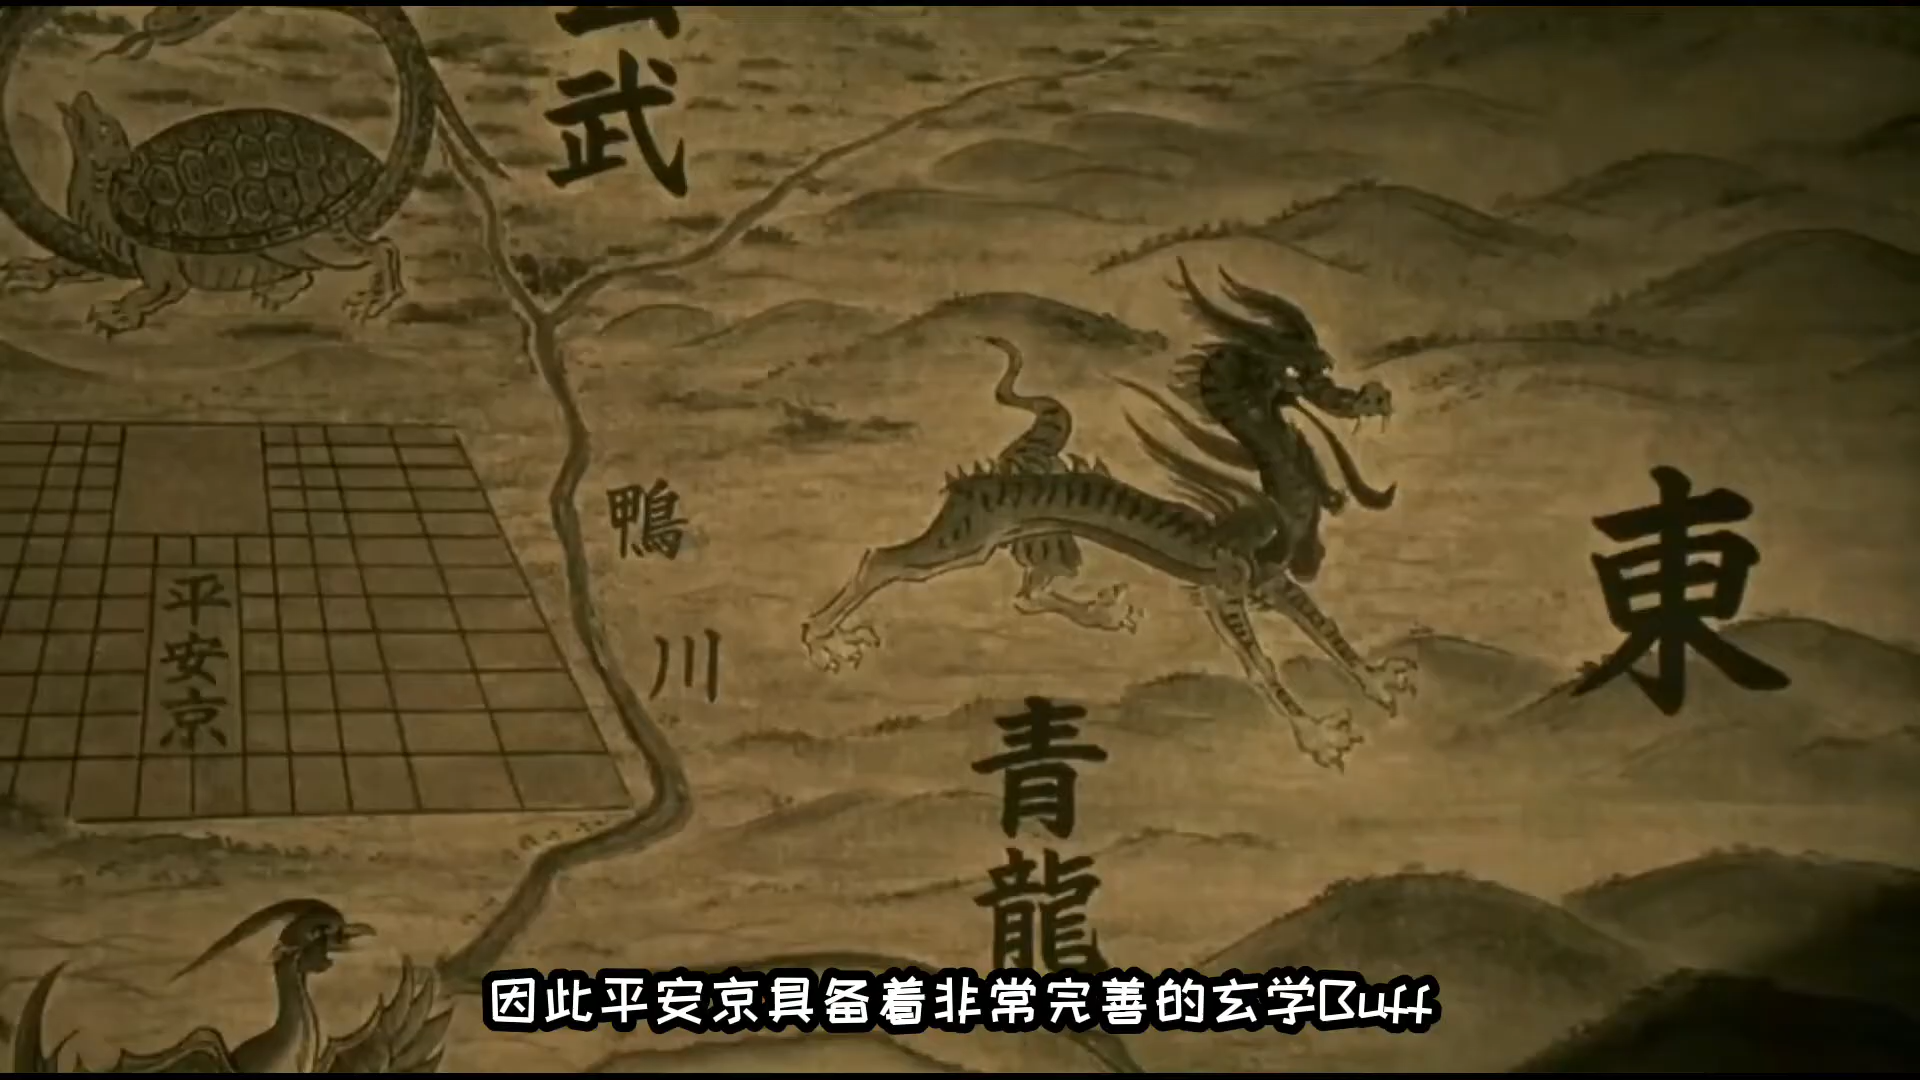 武
鴨川
平安京
青龍
東
因此平安京具备着非常完善的玄学Buff